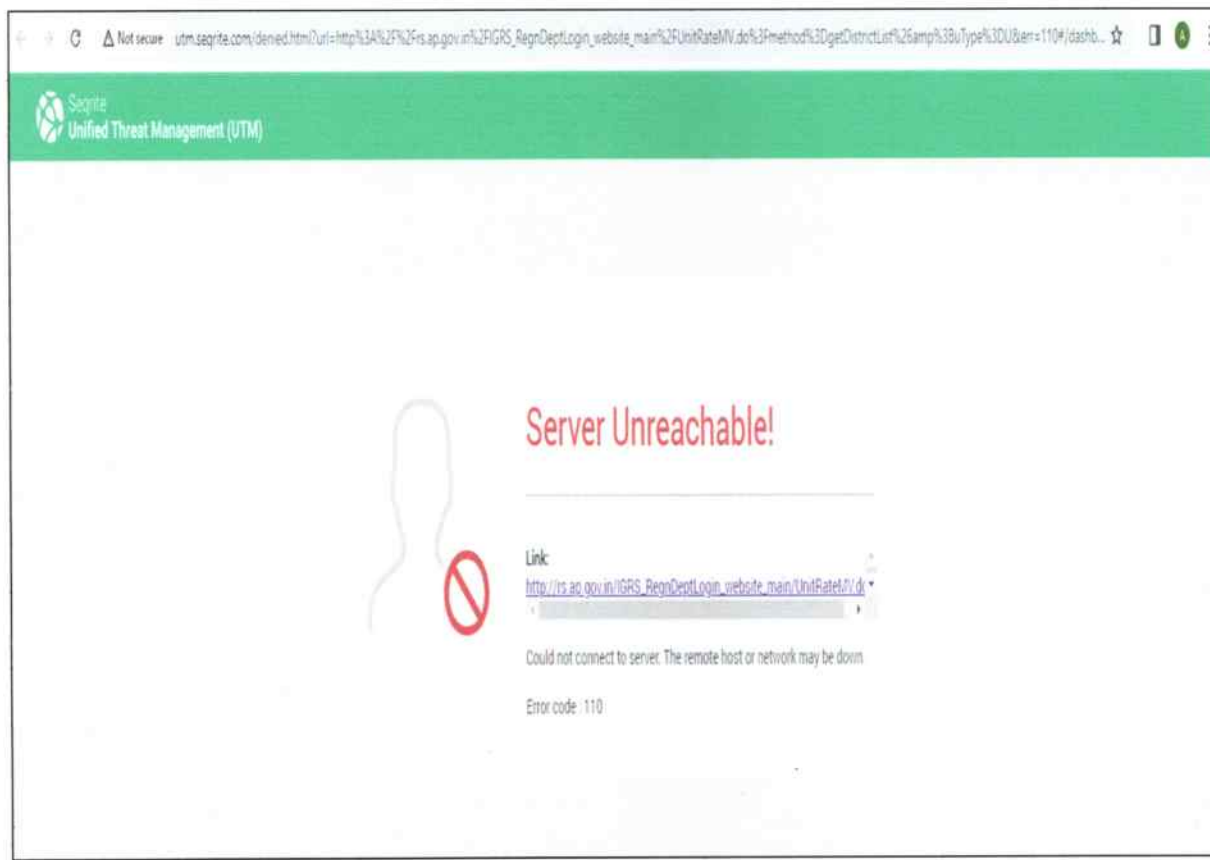 Not secure utm.seqrite.com/denied.html?url=http%3A%2F%2Frs.ap.gov.in%2FIGRS_RegnDeptLogin_website_main%2FUnitRateMV.do%3Fmethod%3DgetDistrictList%26amp%3BuType%3DU&err=110#/dashb...
A
Seqrite
Unified Threat Management (UTM)
Server Unreachable!
Link:
http://rs.ap.gov.in/IGRS_RegnDeptLogin_website_main/UnitRateMV.do
Could not connect to server. The remote host or network may be down
Error code : 110